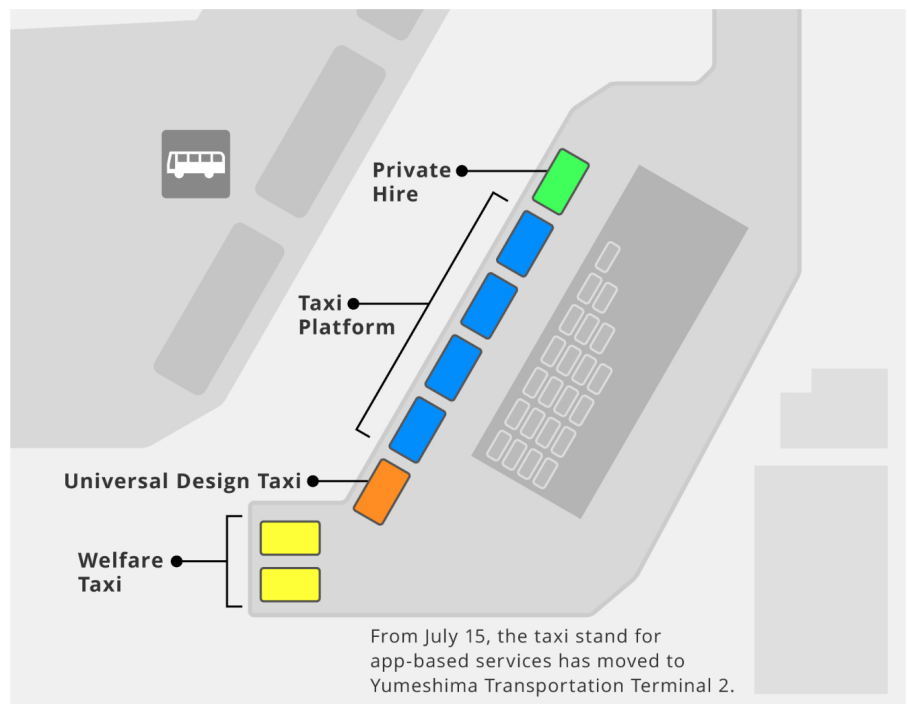 Private
Hire
Taxi
Platform
Universal Design Taxi
Welfare
Taxi
From July 15, the taxi stand for
app-based services has moved to
Yumeshima Transportation Terminal 2.